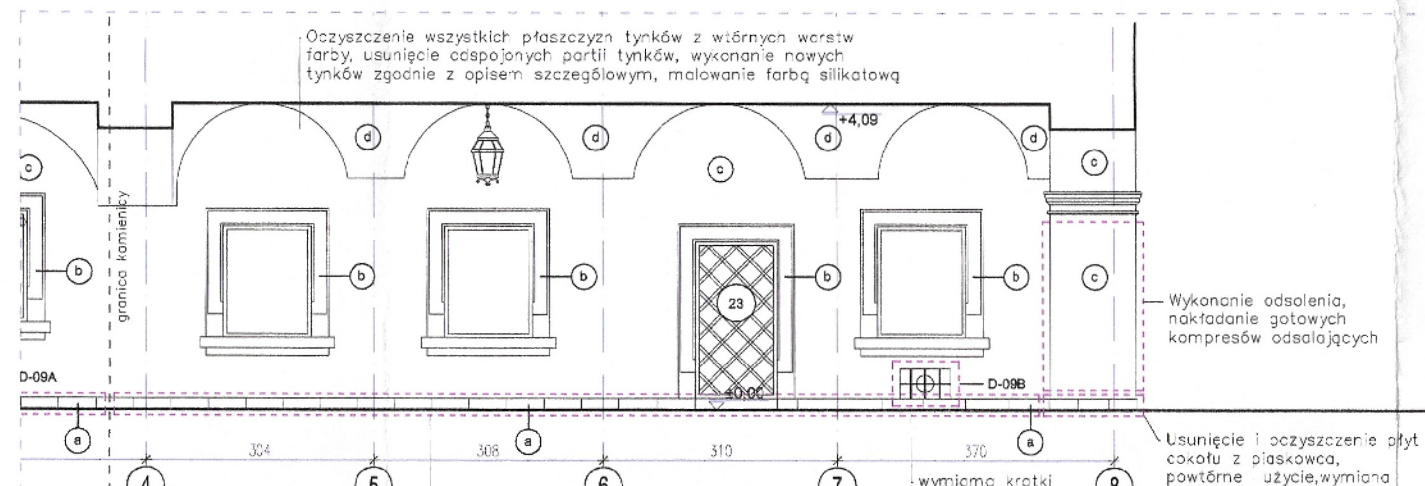 Oczyszczenie wszystkich płaszczyzn tynków z wtórnych warstw
farby, usunięcie odspojonych partii tynków, wykonanie nowych
tynków zgodnie z opisem szczegółowym, malowanie farbą silikatową
+4,09
d
d
d
d
c
c
c
granica kamienicy
b
b
b
b
b
23
c
Wykonanie odsolenia,
nakładanie gotowych
kompresów odsalających
D-09A
D-09B
±0,00
a
a
a
304
308
310
370
4
5
6
7
8
wymiama kratki
Usunięcie i oczyszczenie płyt
cokołu z piaskowca,
powtórne użycie,wymiana